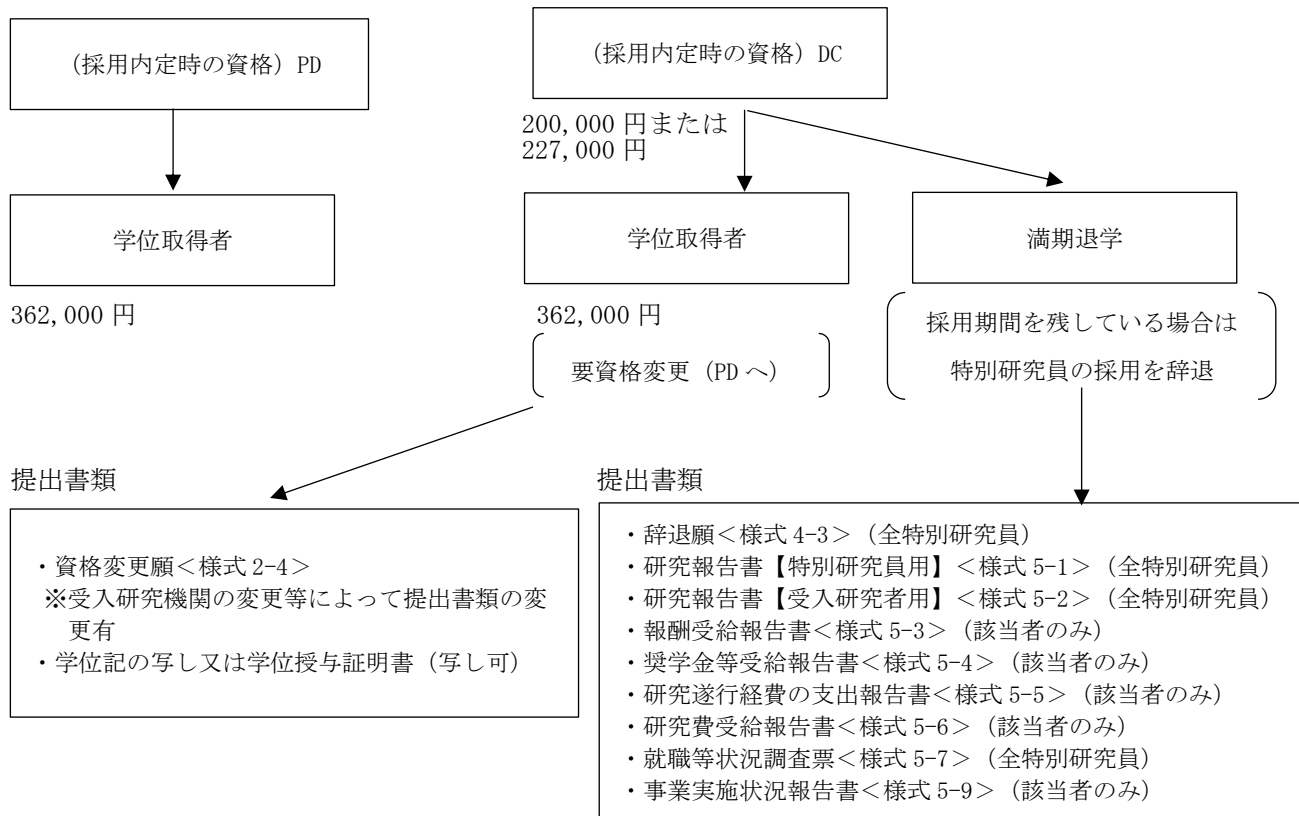 (採用内定時の資格) PD
(採用内定時の資格) DC
200,000 円または
227,000 円
学位取得者
学位取得者
満期退学
362,000 円
362,000 円
要資格変更 (PD へ)
採用期間を残している場合は
特別研究員の採用を辞退
提出書類
・資格変更願<様式 2-4>
※受入研究機関の変更等によって提出書類の変
更有
・学位記の写し又は学位授与証明書 (写し可)
提出書類
・辞退願<様式 4-3> (全特別研究員)
・研究報告書【特別研究員用】<様式 5-1> (全特別研究員)
・研究報告書【受入研究者用】<様式 5-2> (全特別研究員)
・報酬受給報告書<様式 5-3> (該当者のみ)
・奨学金等受給報告書<様式 5-4> (該当者のみ)
・研究遂行経費の支出報告書<様式 5-5> (該当者のみ)
・研究費受給報告書<様式 5-6> (該当者のみ)
・就職等状況調査票<様式 5-7> (全特別研究員)
・事業実施状況報告書<様式 5-9> (該当者のみ)